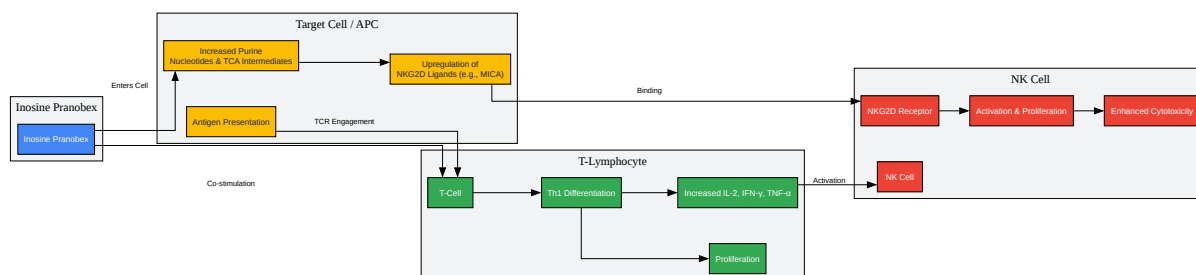 Target Cell / APC
Increased Purine
Nucleotides & TCA Intermediates
Upregulation of
NKG2D Ligands (e.g., MICA)
Enters Cell
Antigen Presentation
TCR Engagement
Inosine Pranobex
Inosine Pranobex
Co-stimulation
Binding
T-Lymphocyte
T-Cell
Th1 Differentiation
Increased IL-2, IFN-γ, TNF-α
Proliferation
Activation
NK Cell
NKG2D Receptor
Activation & Proliferation
Enhanced Cytotoxicity
NK Cell